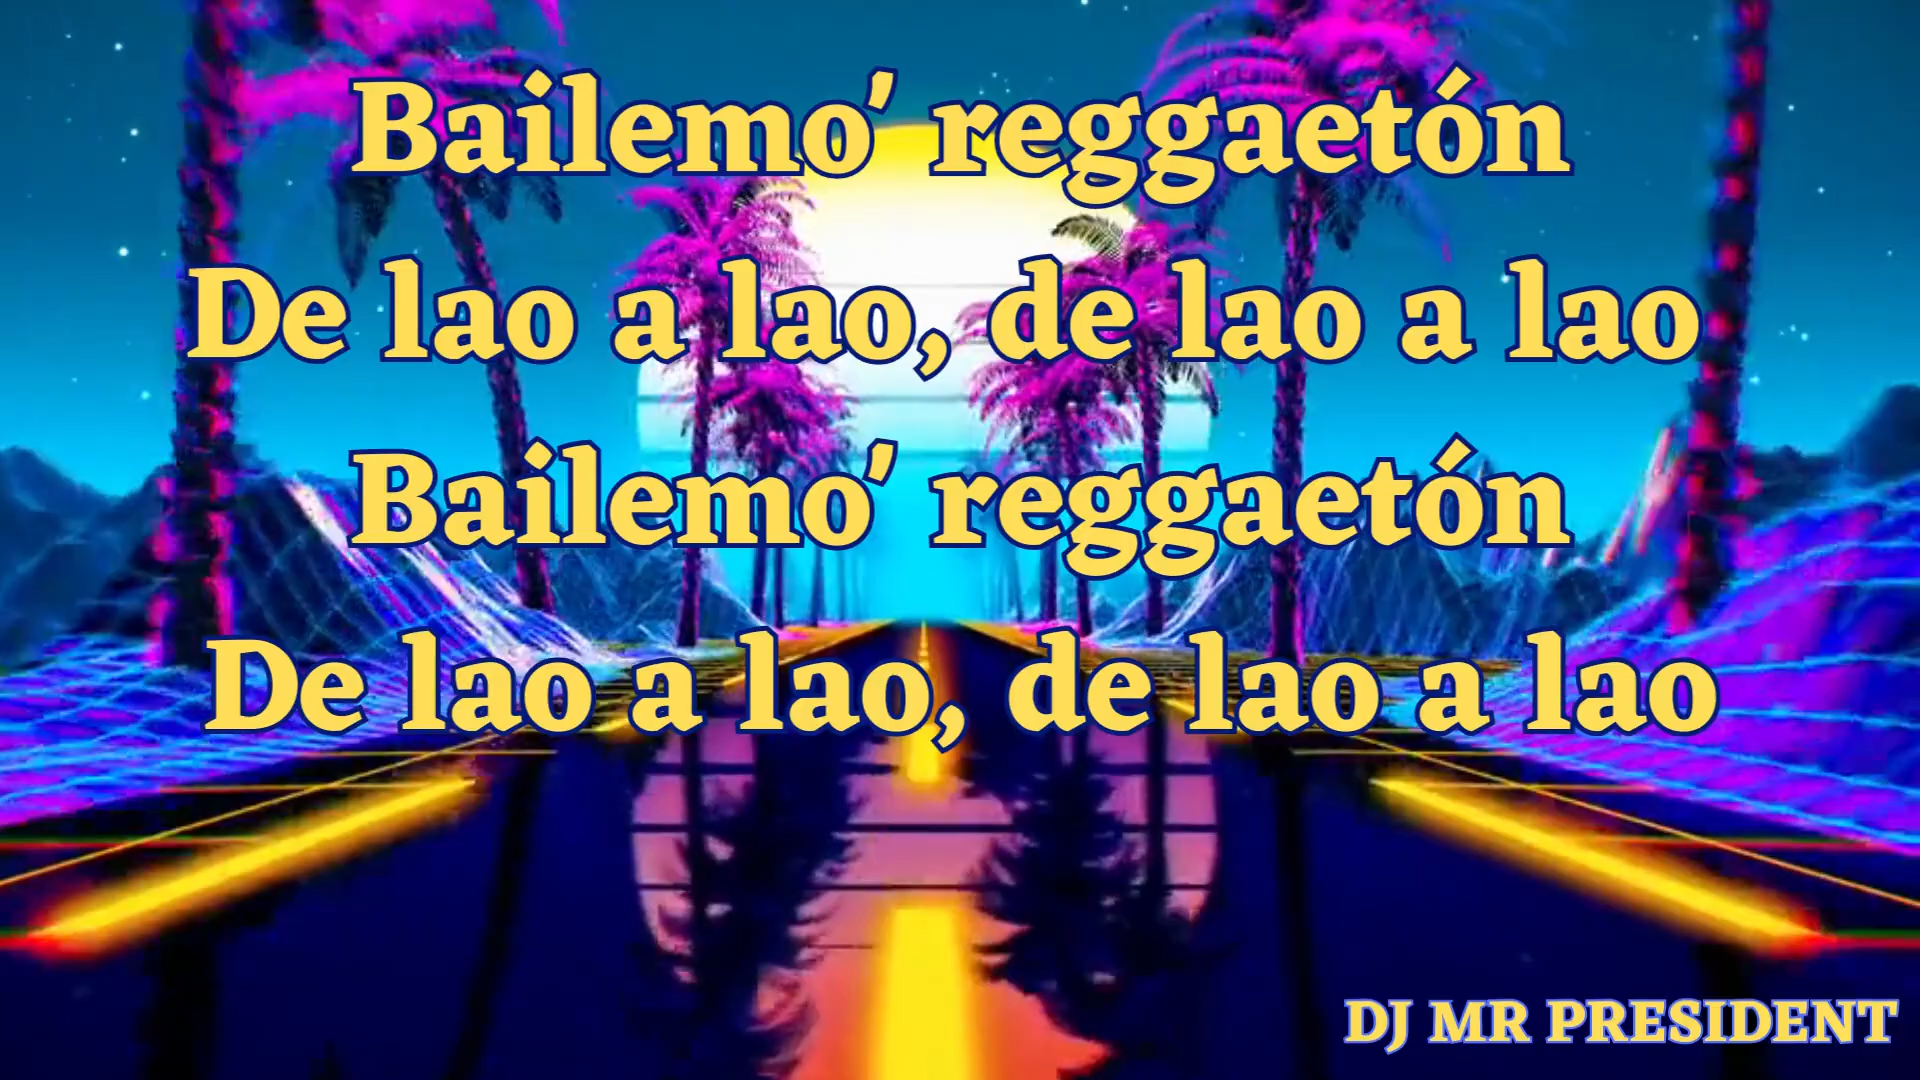 Bailemo' reggaetón
De lao a lao, de lao a lao
Bailemo' reggaetón
De lao a lao, de lao a lao
DJ MR PRESIDENT